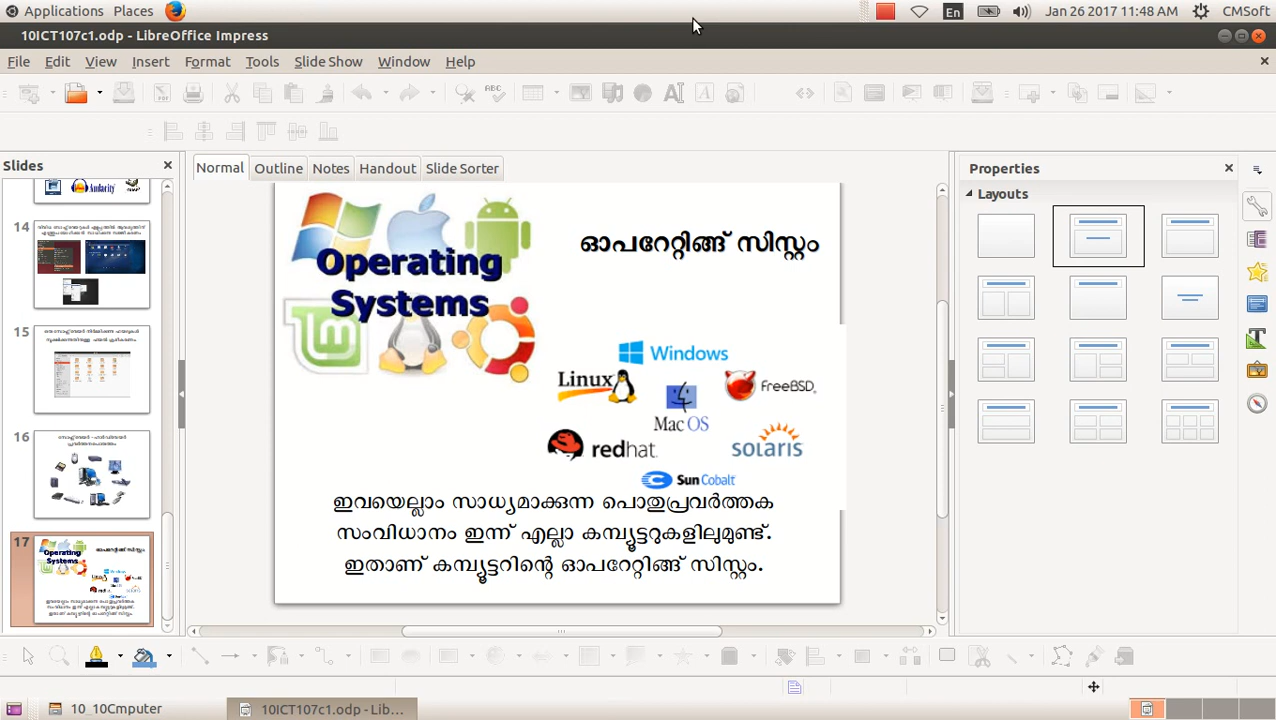 Applications Places En Jan 26 2017 11:48 AM CMSoft
10ICT107c1.odp - LibreOffice Impress
File Edit View Insert Format Tools Slide Show Window Help
Slides
Normal Outline Notes Handout Slide Sorter
Properties
Layouts
Audacity
14
15
16
17
Operating
Systems
ഓപറേറ്റിങ്ങ് സിസ്റ്റം
Windows
Linux
FreeBSD
Mac OS
redhat.
solaris
Sun Cobalt
ഇവയെല്ലാം സാധ്യമാക്കുന്ന പൊതുപ്രവർത്തക
സംവിധാനം ഇന്ന് എല്ലാ കമ്പ്യൂട്ടറുകളിലുമുണ്ട്.
ഇതാണ് കമ്പ്യൂട്ടറിന്റെ ഓപറേറ്റിങ്ങ് സിസ്റ്റം.
10_10Cmputer
10ICT107c1.odp - Lib...